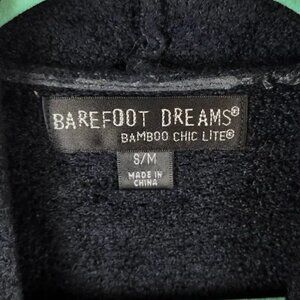 BAREFOOT DREAMS®
BAMBOO CHIC LITE®
S/M
MADE IN
CHINA